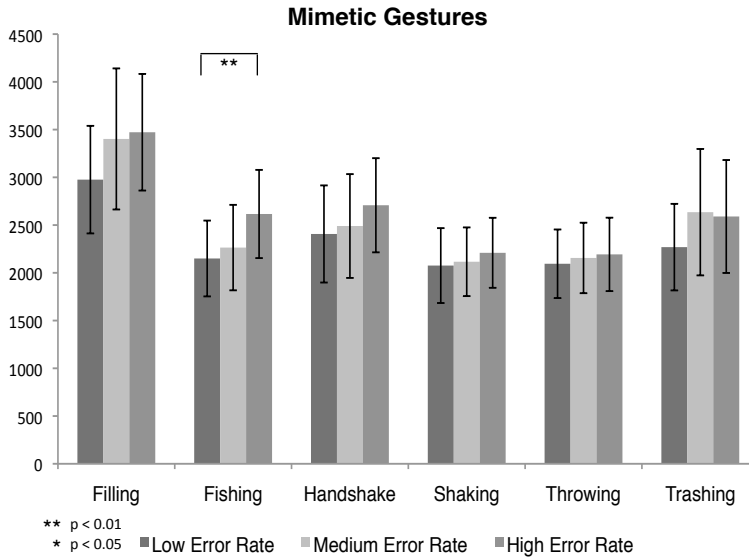 Mimetic Gestures
4500
4000
3500
3000
2500
2000
1500
1000
500
0
**
Filling Fishing Handshake Shaking Throwing Trashing
** p < 0.01
* p < 0.05 Low Error Rate Medium Error Rate High Error Rate